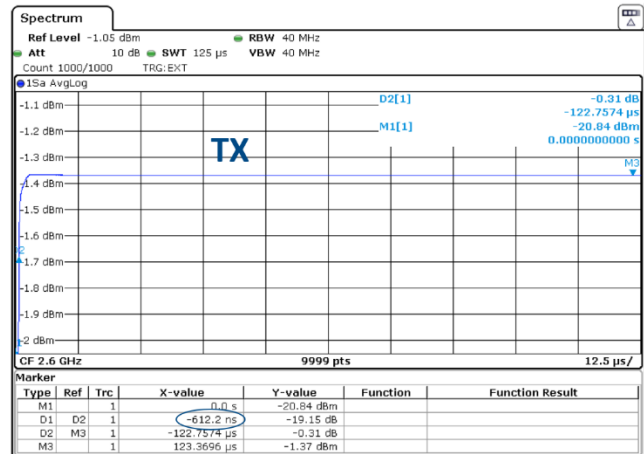 Spectrum
Ref Level -1.05 dBm RBW 40 MHz
Att 10 dB SWT 125 µs VBW 40 MHz
Count 1000/1000 TRG:EXT
1Sa AvgLog
D2[1] -0.31 dB
-122.7574 µs
M1[1] -20.84 dBm
0.0000000000 s
-1.1 dBm
-1.2 dBm
TX
-1.3 dBm
M3
-1.4 dBm
-1.5 dBm
-1.6 dBm
-1.7 dBm
-1.8 dBm
-1.9 dBm
-2 dBm
CF 2.6 GHz 9999 pts 12.5 µs/
Marker
Type Ref Trc X-value Y-value Function Function Result
M1 1 0.0 s -20.84 dBm
D1 D2 1 -612.2 ns -19.15 dB
D2 M3 1 -122.7574 µs -0.31 dB
M3 1 123.3696 µs -1.37 dBm